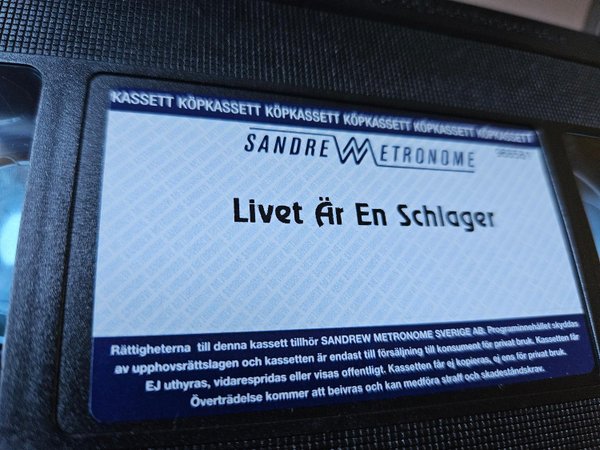 KASSETT KÖPKASSETT KÖPKASSETT KÖPKASSETT KÖPKASSETT KÖPKASSETT
SANDREW METRONOME
Livet Är En Schlager
Rättigheterna till denna kassett tillhör SANDREW METRONOME SVERIGE AB. Programinnehållet skyddas
av upphovsrättslagen och kassetten är endast till försäljning till konsument för privat bruk. Kassetten får
EJ uthyras, vidarespridas eller visas offentligt. Kassetten får ej kopieras, ej ens för privat bruk.
Överträdelse kommer att beivras och kan medföra straff och skadeståndskrav.